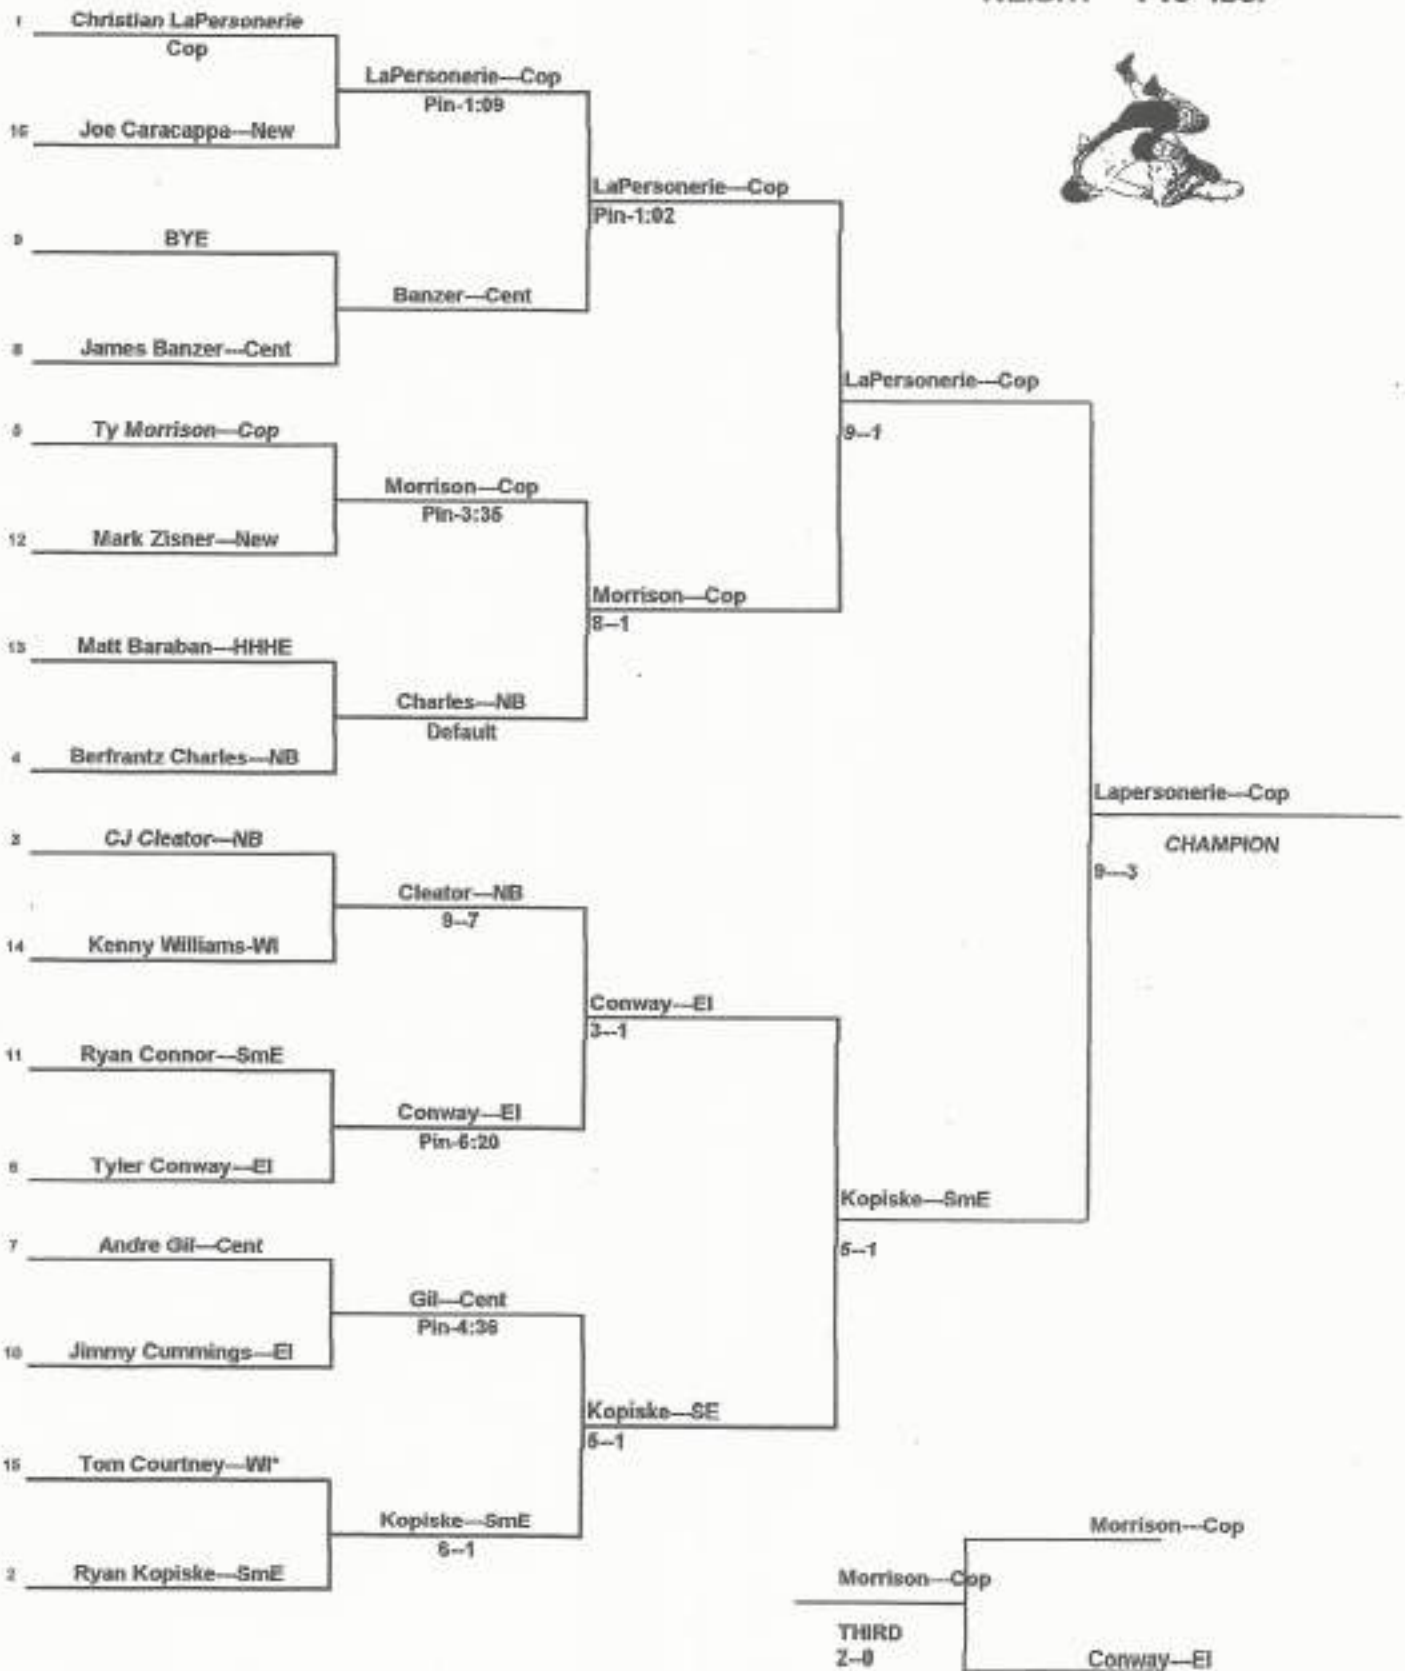 1 Christian LaPersonerie
Cop
LaPersonerie---Cop
Pin-1:09
16 Joe Caracappa---New
LaPersonerie---Cop
Pin-1:02
9 BYE
Banzer---Cent
8 James Banzer---Cent
LaPersonerie---Cop
9--1
5 Ty Morrison---Cop
Morrison---Cop
Pin-3:35
12 Mark Zisner---New
Morrison---Cop
8--1
13 Matt Baraban---HHHE
Charles---NB
Default
4 Berfrantz Charles---NB
Lapersonerie---Cop
CHAMPION
9---3
3 CJ Cleator---NB
Cleator---NB
9--7
14 Kenny Williams-WI
Conway---EI
3--1
11 Ryan Connor---SmE
Conway---EI
Pin-5:20
6 Tyler Conway---EI
Kopiske---SmE
5--1
7 Andre Gil---Cent
Gil---Cent
Pin-4:36
10 Jimmy Cummings---EI
Kopiske---SE
5--1
15 Tom Courtney---WI*
Kopiske---SmE
6--1
2 Ryan Kopiske---SmE
Morrison---Cop
Morrison---Cop
THIRD
2--0
Conway---EI